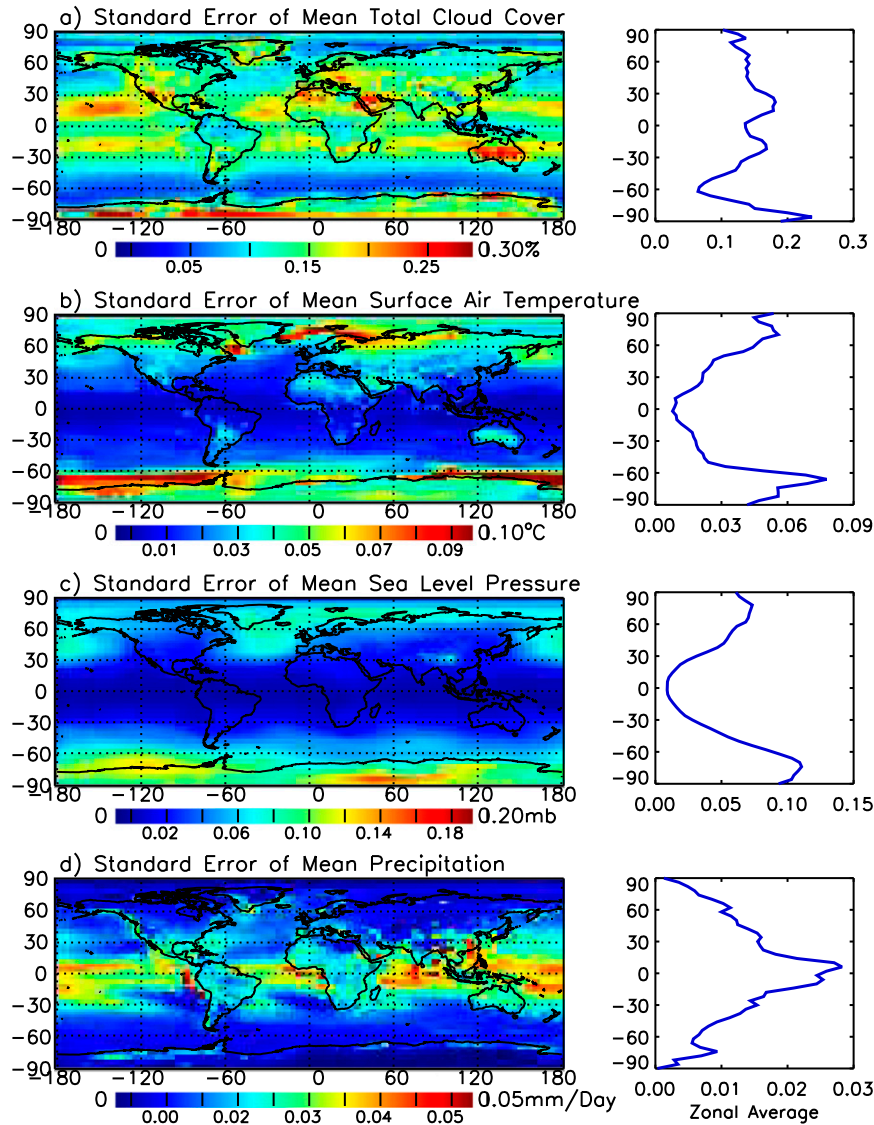 a) Standard Error of Mean Total Cloud Cover
90
60
30
0
−30
−60
−90
−180 −120 −60 0 60 120 180
0 0.30%
0.05 0.15 0.25
90
60
30
0
−30
−60
−90
0.0 0.1 0.2 0.3
b) Standard Error of Mean Surface Air Temperature
90
60
30
0
−30
−60
−90
−180 −120 −60 0 60 120 180
0 0.10°C
0.01 0.03 0.05 0.07 0.09
90
60
30
0
−30
−60
−90
0.00 0.03 0.06 0.09
c) Standard Error of Mean Sea Level Pressure
90
60
30
0
−30
−60
−90
−180 −120 −60 0 60 120 180
0 0.20mb
0.02 0.06 0.10 0.14 0.18
90
60
30
0
−30
−60
−90
0.00 0.05 0.10 0.15
d) Standard Error of Mean Precipitation
90
60
30
0
−30
−60
−90
−180 −120 −60 0 60 120 180
0 0.05mm/Day
0.00 0.02 0.03 0.04 0.05
90
60
30
0
−30
−60
−90
0.00 0.01 0.02 0.03
Zonal Average